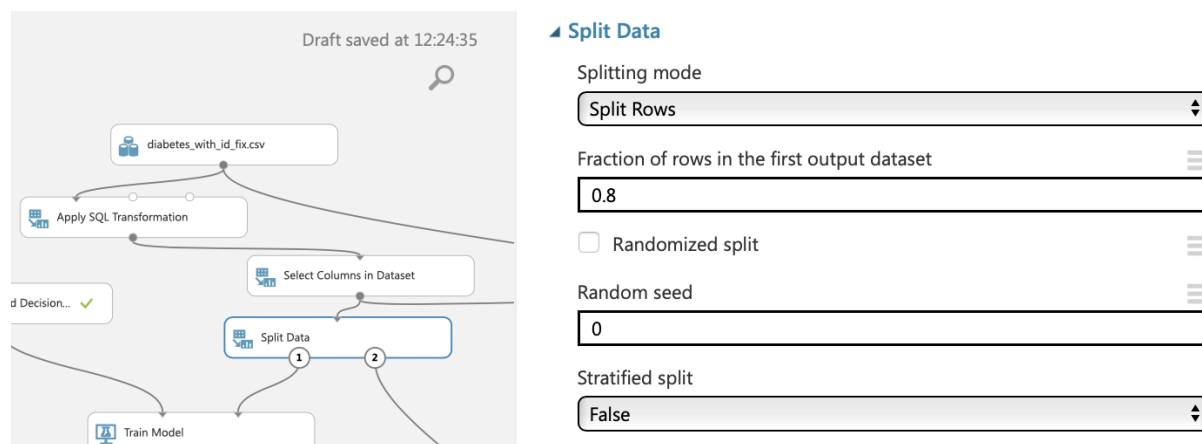 Draft saved at 12:24:35
diabetes_with_id_fix.csv
Apply SQL Transformation
Select Columns in Dataset
d Decision...
Split Data
1
2
Train Model
Split Data
Splitting mode
Split Rows
Fraction of rows in the first output dataset
0.8
Randomized split
Random seed
0
Stratified split
False